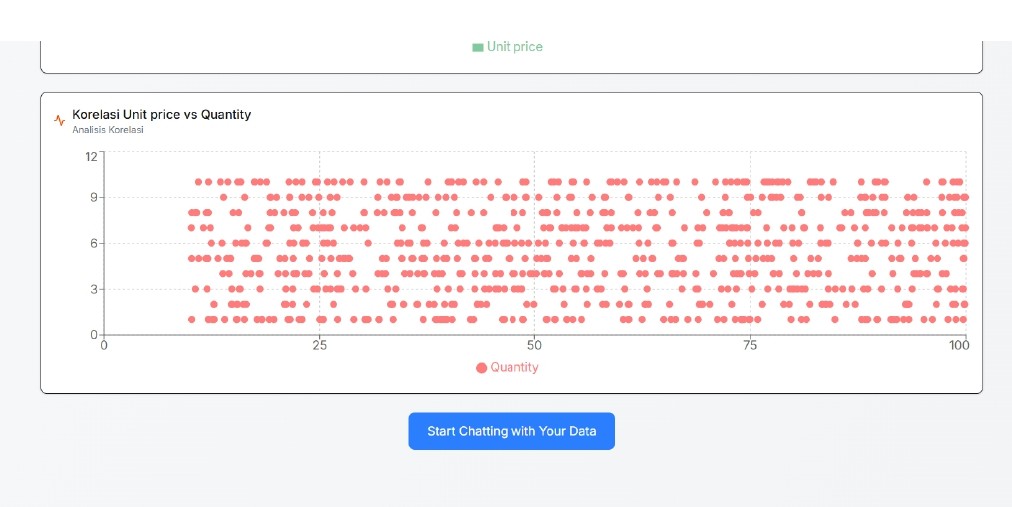 Unit price
Korelasi Unit price vs Quantity
Analisis Korelasi
12
9
6
3
0
0 25 50 75 100
Quantity
Start Chatting with Your Data